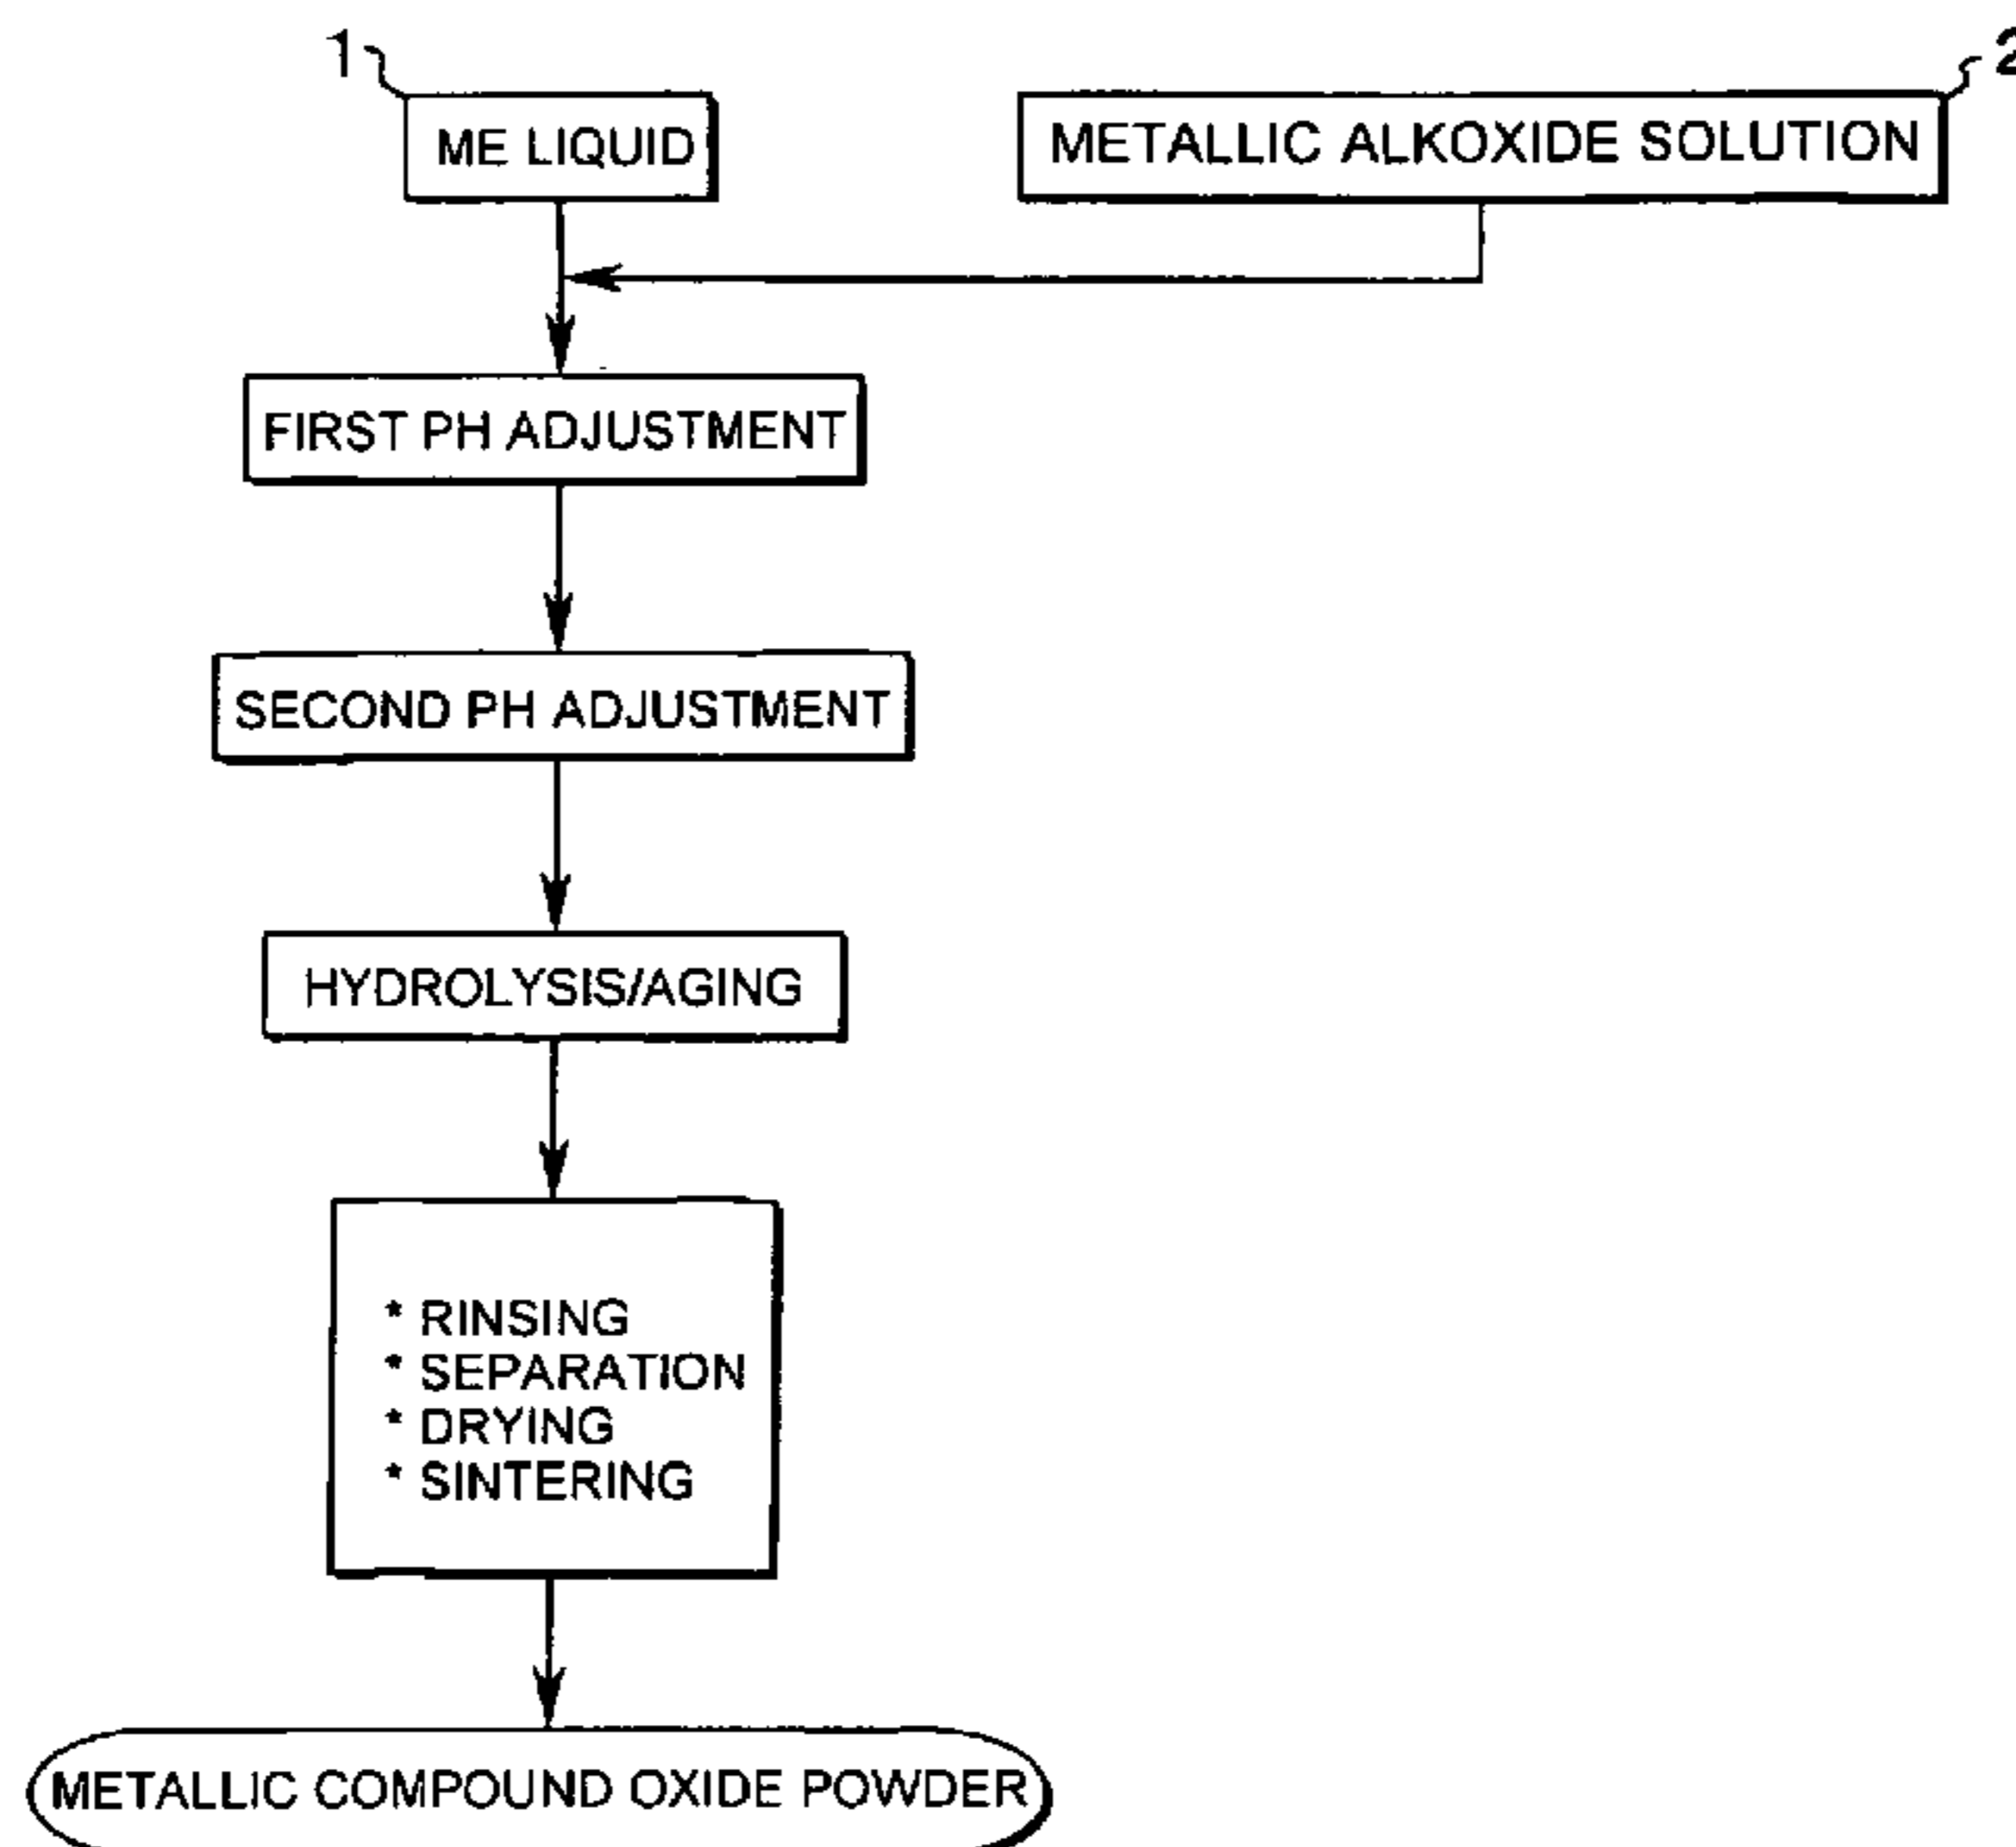 1
2
ME LIQUID
METALLIC ALKOXIDE SOLUTION
FIRST PH ADJUSTMENT
SECOND PH ADJUSTMENT
HYDROLYSIS/AGING
* RINSING
* SEPARATION
* DRYING
* SINTERING
METALLIC COMPOUND OXIDE POWDER